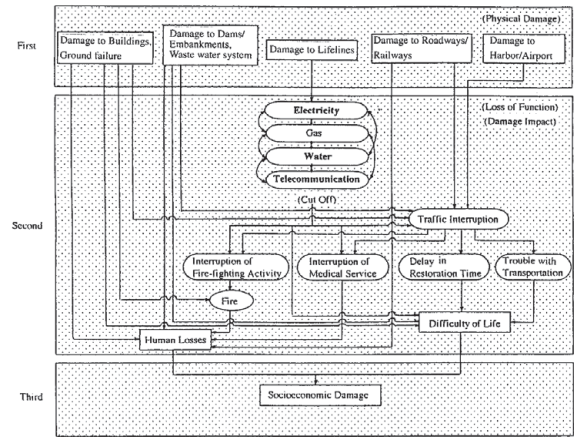 (Physical Damage)
First
Damage to Buildings,
Ground failure
Damage to Dams/
Embankments,
Waste water system
Damage to Lifelines
Damage to Roadways/
Railways
Damage to
Harbor/Airport
(Loss of Function)
(Damage Impact)
Electricity
Gas
Water
Telecommunication
(Cut Off)
Second
Traffic Interruption
Interruption of
Fire-fighting Activity
Interruption of
Medical Service
Delay in
Restoration Time
Trouble with
Transportation
Fire
Difficulty of Life
Human Losses
Third
Socioeconomic Damage